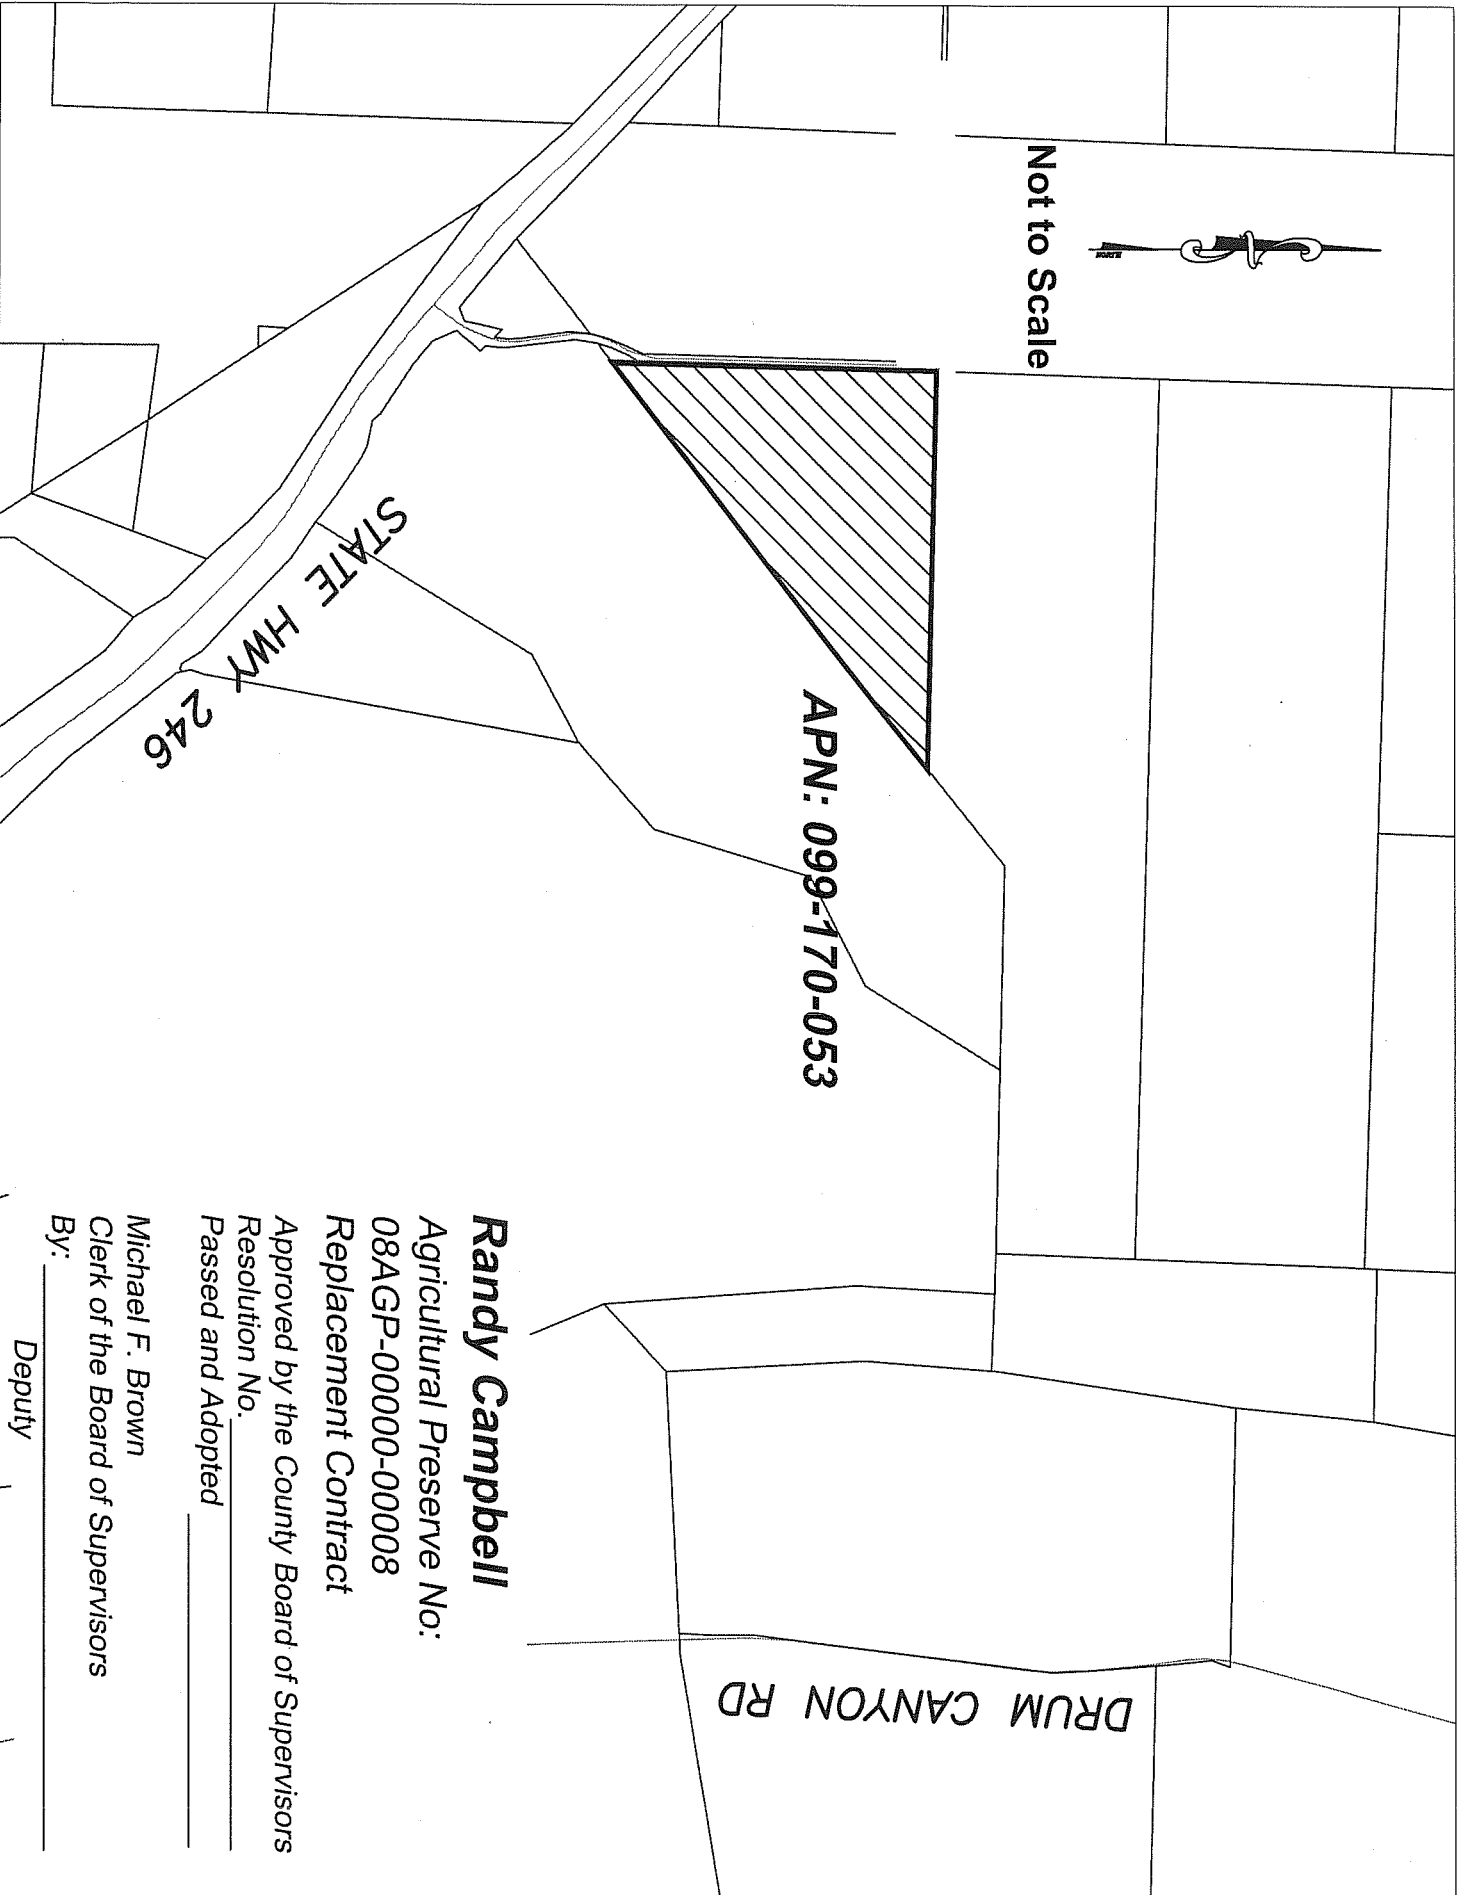 Not to Scale
APN: 099-170-053
STATE HWY 246
DRUM CANYON RD
Randy Campbell
Agricultural Preserve No:
08AGP-00000-00008
Replacement Contract
Approved by the County Board of Supervisors
Resolution No.
Passed and Adopted
Michael F. Brown
Clerk of the Board of Supervisors
By:
Deputy